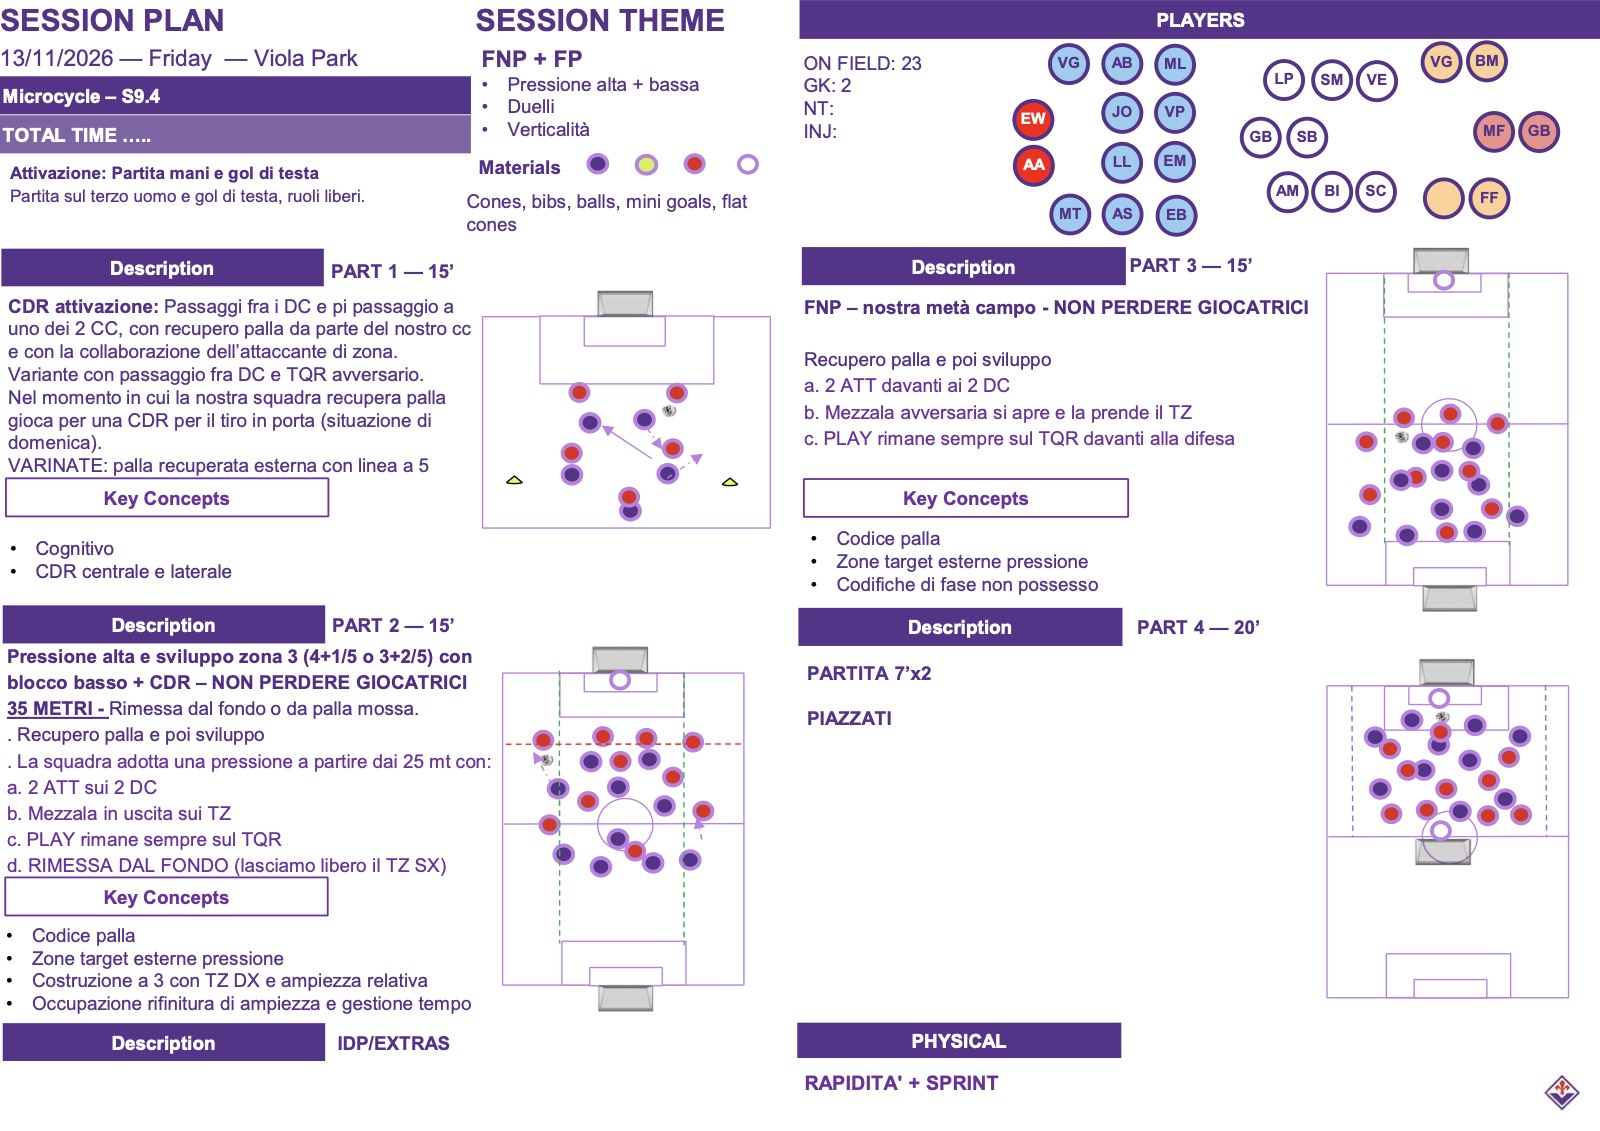 SESSION PLAN
13/11/2026 — Friday — Viola Park
Microcycle – S9.4
TOTAL TIME …..
Attivazione: Partita mani e gol di testa
Partita sul terzo uomo e gol di testa, ruoli liberi.
SESSION THEME
FNP + FP
• Pressione alta + bassa
• Duelli
• Verticalità
Materials
Cones, bibs, balls, mini goals, flat
cones
PLAYERS
ON FIELD: 23
GK: 2
NT:
INJ:
VG AB ML
EW JO VP
AA LL EM
MT AS EB
LP SM VE
GB SB
AM BI SC
VG BM
MF GB
FF
Description
PART 1 — 15’
CDR attivazione: Passaggi fra i DC e pi passaggio a
uno dei 2 CC, con recupero palla da parte del nostro cc
e con la collaborazione dell’attaccante di zona.
Variante con passaggio fra DC e TQR avversario.
Nel momento in cui la nostra squadra recupera palla
gioca per una CDR per il tiro in porta (situazione di
domenica).
VARINATE: palla recuperata esterna con linea a 5
Key Concepts
• Cognitivo
• CDR centrale e laterale
Description
PART 2 — 15’
Pressione alta e sviluppo zona 3 (4+1/5 o 3+2/5) con
blocco basso + CDR – NON PERDERE GIOCATRICI
35 METRI - Rimessa dal fondo o da palla mossa.
. Recupero palla e poi sviluppo
. La squadra adotta una pressione a partire dai 25 mt con:
a. 2 ATT sui 2 DC
b. Mezzala in uscita sui TZ
c. PLAY rimane sempre sul TQR
d. RIMESSA DAL FONDO (lasciamo libero il TZ SX)
Key Concepts
• Codice palla
• Zone target esterne pressione
• Costruzione a 3 con TZ DX e ampiezza relativa
• Occupazione rifinitura di ampiezza e gestione tempo
Description
IDP/EXTRAS
Description
PART 3 — 15’
FNP – nostra metà campo - NON PERDERE GIOCATRICI
Recupero palla e poi sviluppo
a. 2 ATT davanti ai 2 DC
b. Mezzala avversaria si apre e la prende il TZ
c. PLAY rimane sempre sul TQR davanti alla difesa
Key Concepts
• Codice palla
• Zone target esterne pressione
• Codifiche di fase non possesso
Description
PART 4 — 20’
PARTITA 7’x2
PIAZZATI
PHYSICAL
RAPIDITA' + SPRINT